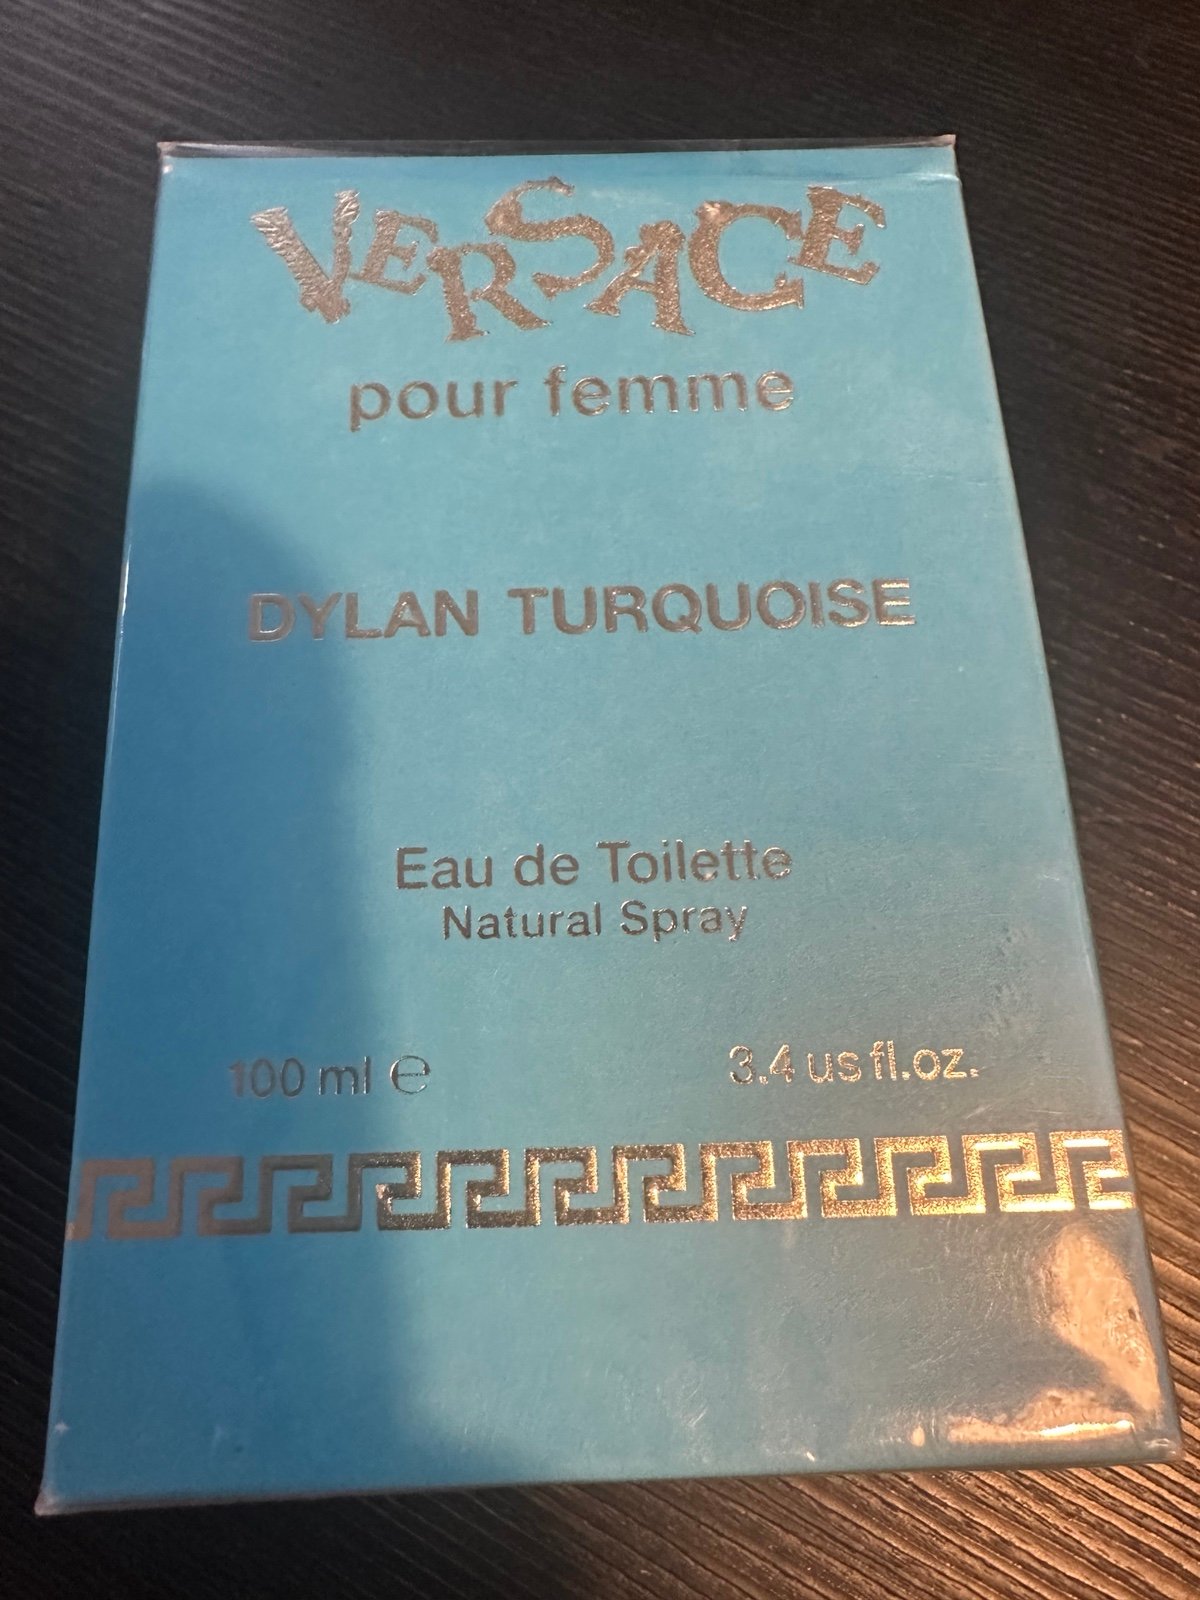 VERSACE
pour femme
DYLAN TURQUOISE
Eau de Toilette
Natural Spray
100 ml ℮ 3.4 us fl.oz.